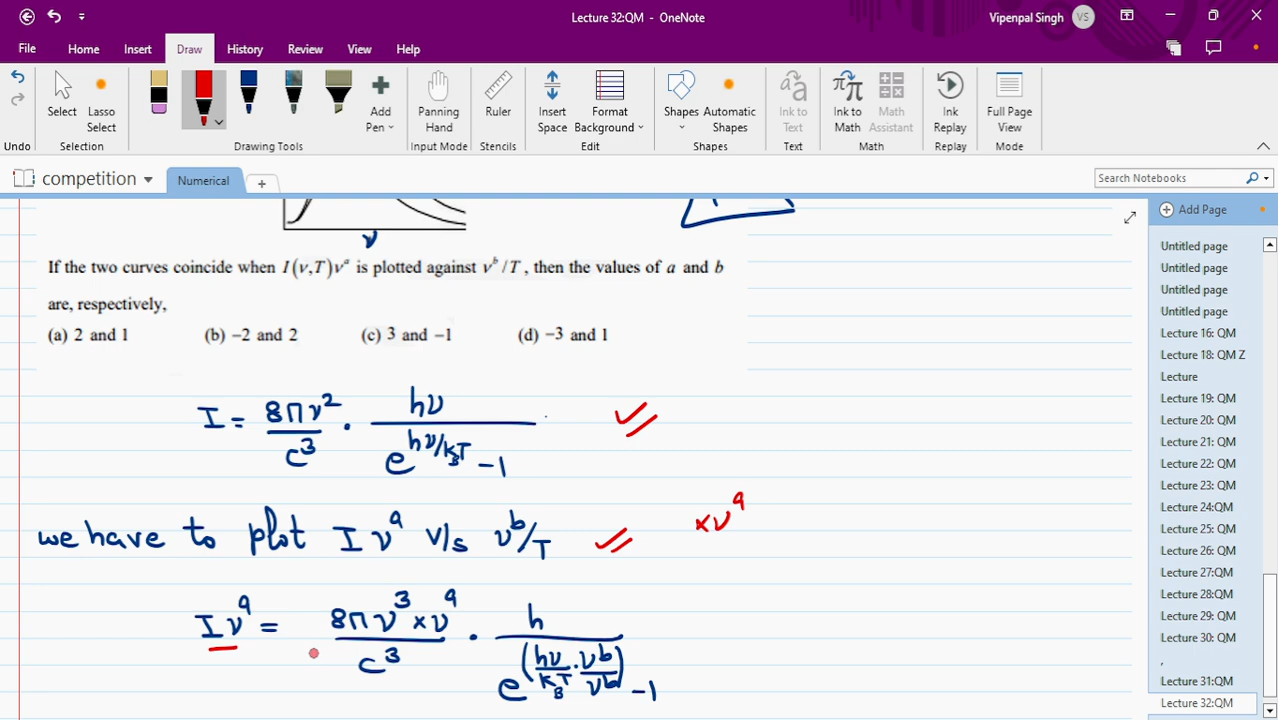 Lecture 32:QM - OneNote
Vipenpal Singh VS
File Home Insert Draw History Review View Help
Select
Lasso Select
Add Pen
Panning Hand
Ruler
Insert Space
Format Background
Shapes
Automatic Shapes
Ink to Text
Ink to Math
Math Assistant
Ink Replay
Full Page View
Undo Selection Drawing Tools Input Mode Stencils Edit Shapes Text Math Replay Mode
competition Numerical Search Notebooks
Add Page
ν
If the two curves coincide when I(ν,T)ν^a is plotted against ν^b/T, then the values of a and b
are, respectively,
(a) 2 and 1 (b) −2 and 2 (c) 3 and −1 (d) −3 and 1
I = 8πν^2/c^3 · hν/(e^(hν/k_BT) −1)
we have to plot I ν^a v/s ν^b/T
×ν^a
I ν^a = 8πν^3×ν^a/c^3 · h/(e^(hν/k_BT · ν^b/ν^b) −1)
Untitled page
Untitled page
Untitled page
Untitled page
Lecture 16: QM
Lecture 18: QM Z
Lecture
Lecture 19: QM
Lecture 20: QM
Lecture 21: QM
Lecture 22: QM
Lecture 23: QM
Lecture 24:QM
Lecture 25: QM
Lecture 26: QM
Lecture 27:QM
Lecture 28:QM
Lecture 29: QM
Lecture 30: QM
,
Lecture 31:QM
Lecture 32:QM